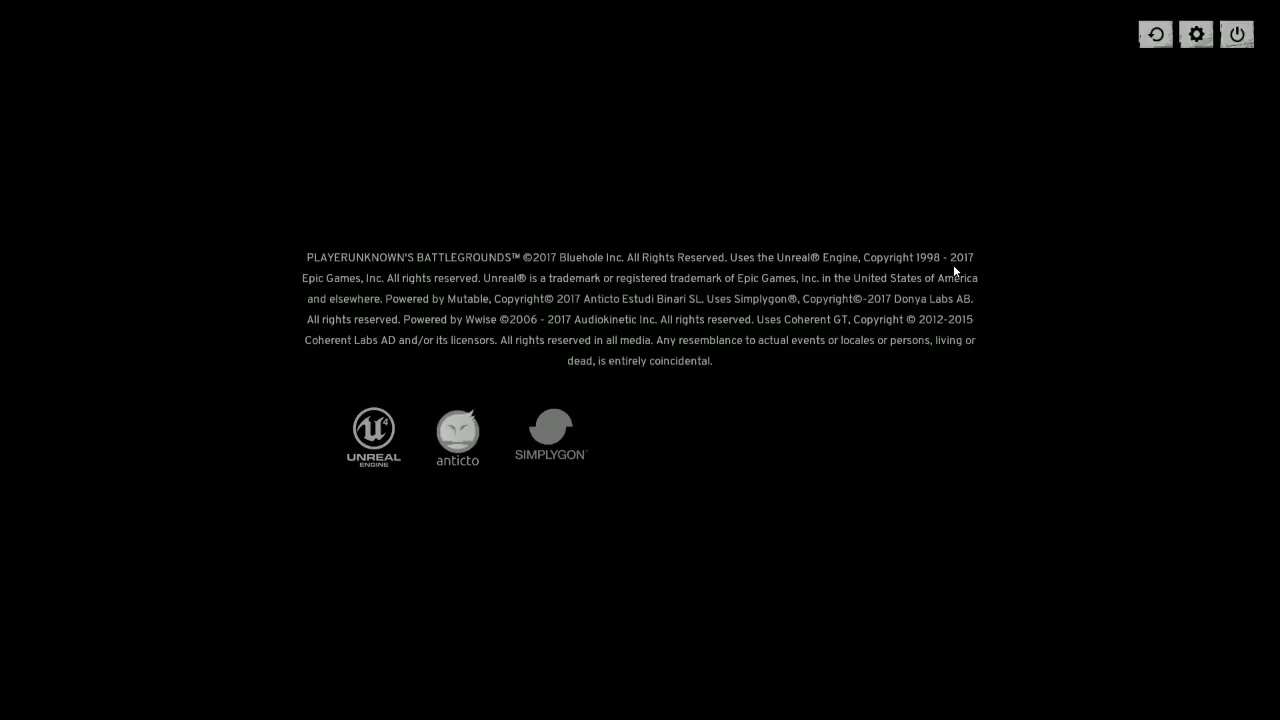 PLAYERUNKNOWN'S BATTLEGROUNDS™ ©2017 Bluehole Inc. All Rights Reserved. Uses the Unreal® Engine, Copyright 1998 - 2017
Epic Games, Inc. All rights reserved. Unreal® is a trademark or registered trademark of Epic Games, Inc. in the United States of America
and elsewhere. Powered by Mutable, Copyright© 2017 Anticto Estudi Binari SL. Uses Simplygon®, Copyright©-2017 Donya Labs AB.
All rights reserved. Powered by Wwise ©2006 - 2017 Audiokinetic Inc. All rights reserved. Uses Coherent GT, Copyright © 2012-2015
Coherent Labs AD and/or its licensors. All rights reserved in all media. Any resemblance to actual events or locales or persons, living or
dead, is entirely coincidental.
UNREAL
ENGINE
anticto
SIMPLYGON